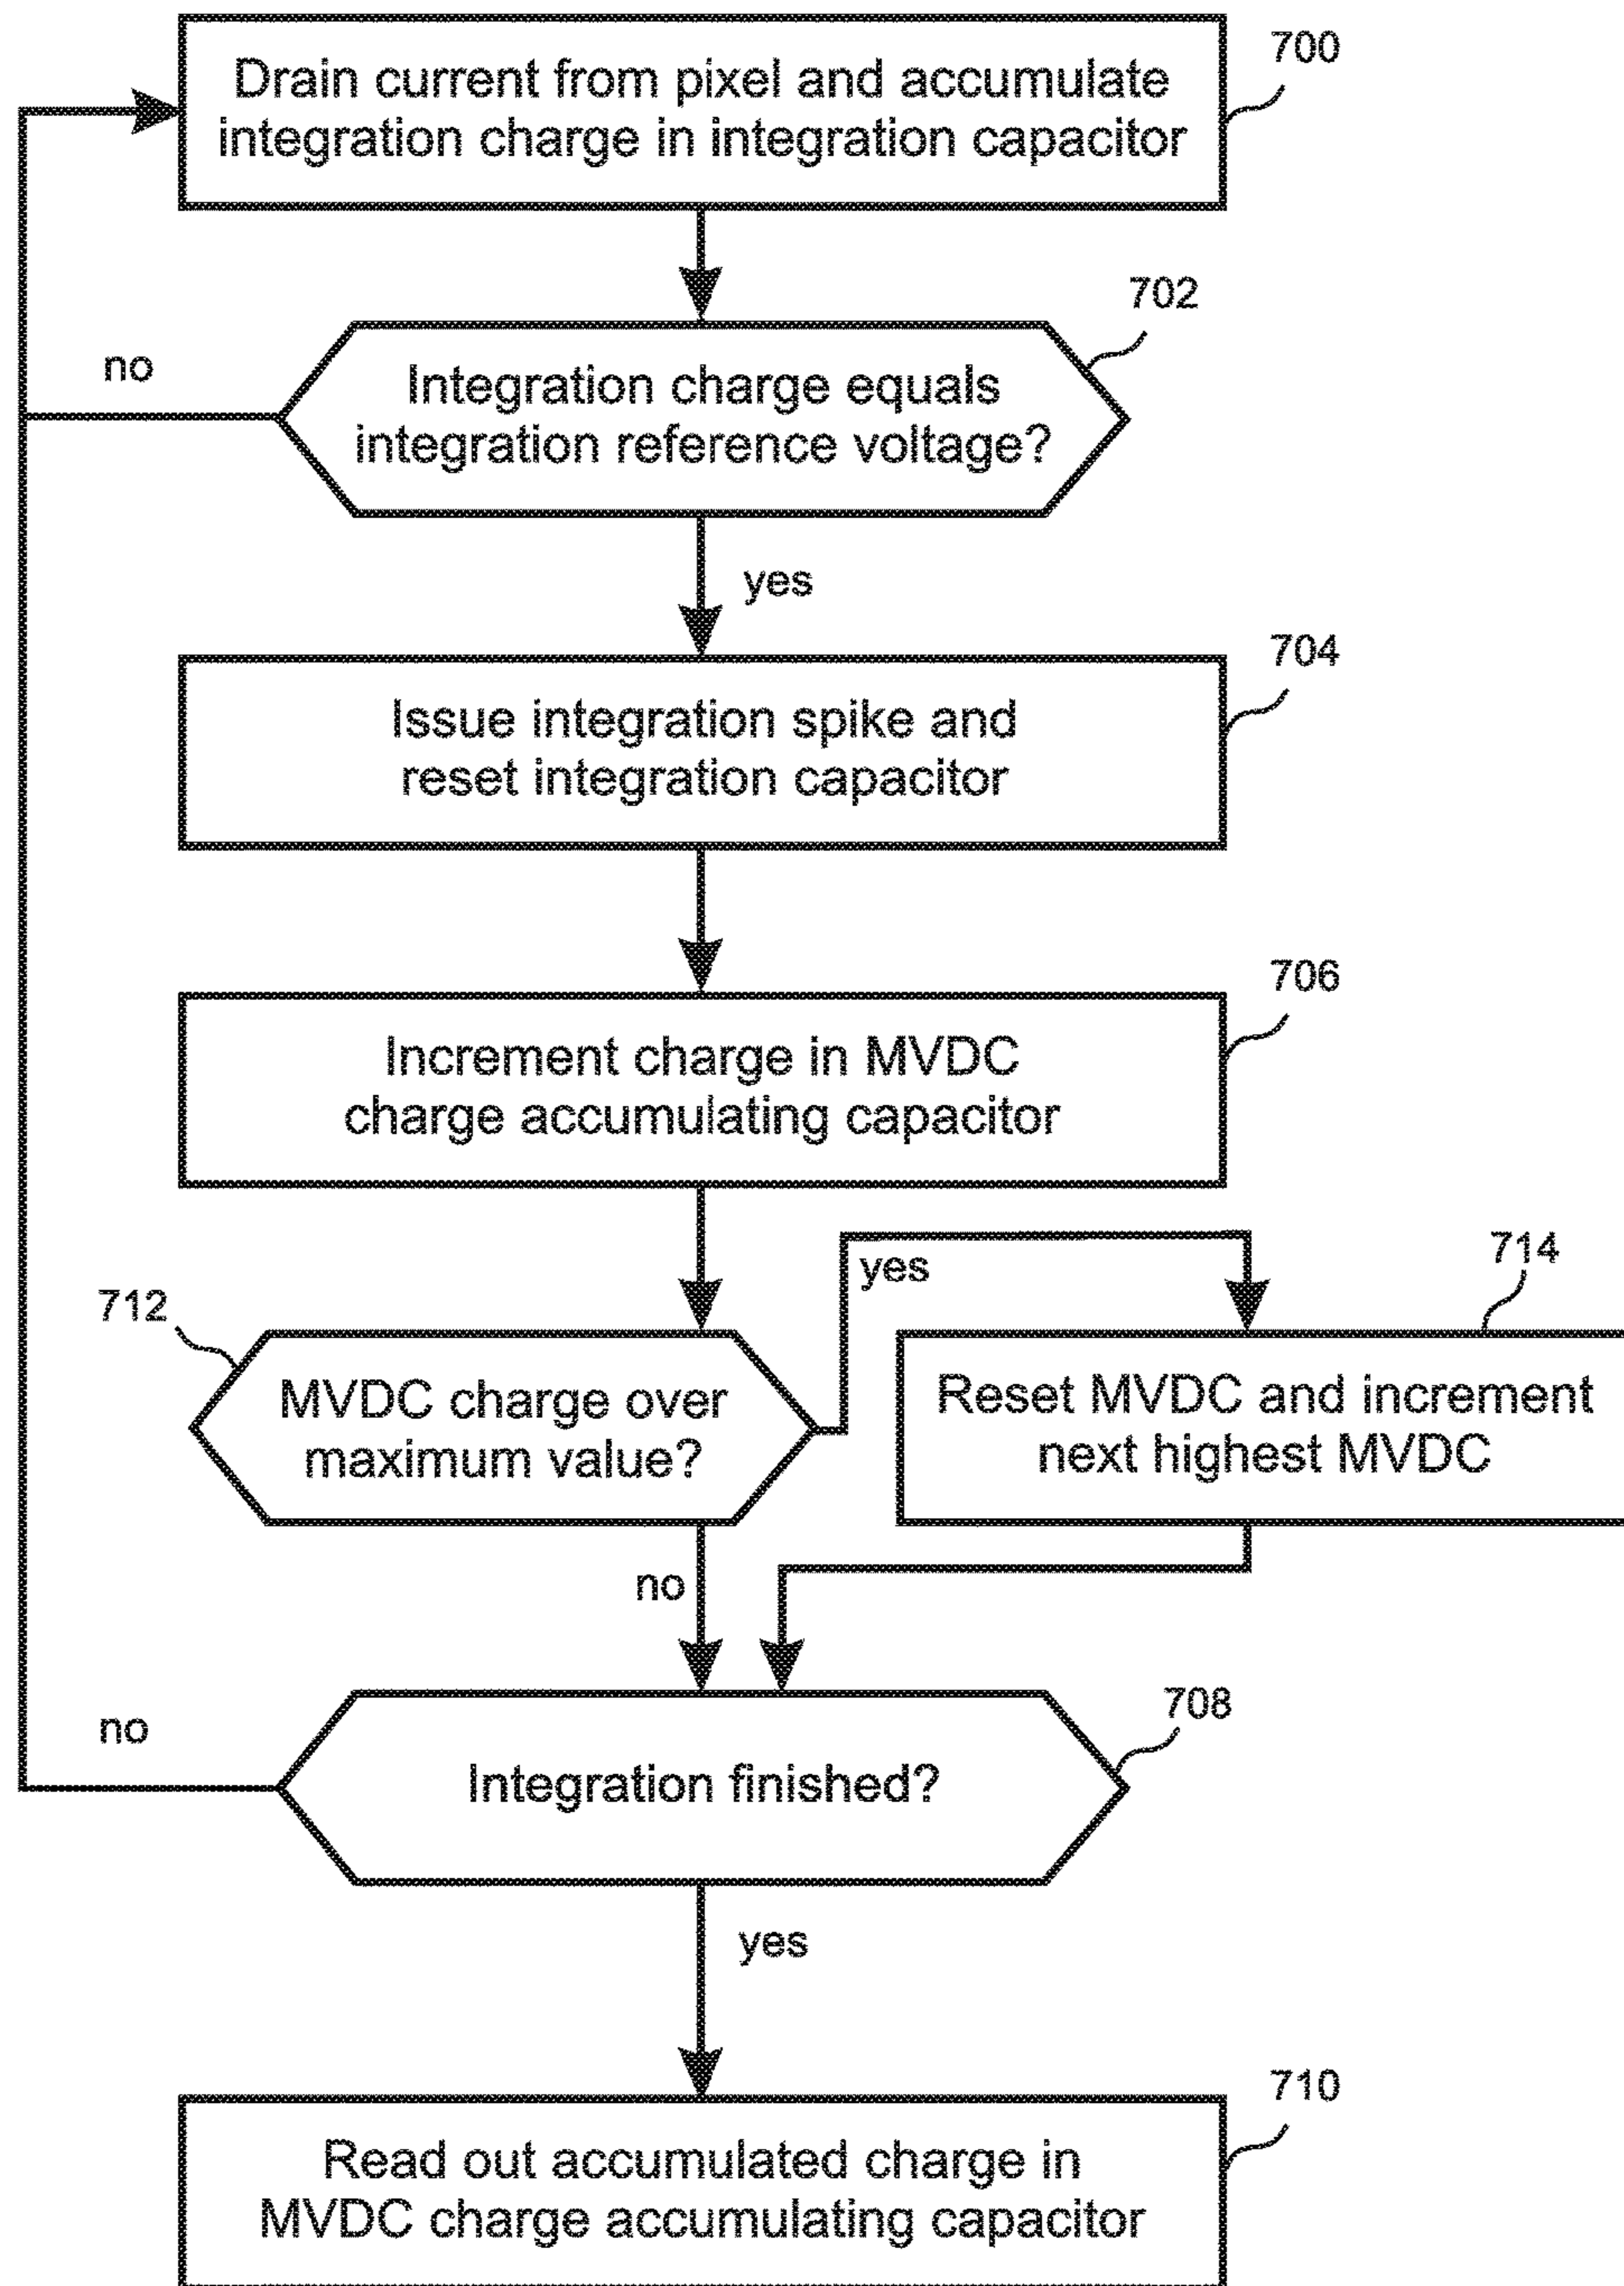 700
Drain current from pixel and accumulate
integration charge in integration capacitor
702
no
Integration charge equals
integration reference voltage?
yes
704
Issue integration spike and
reset integration capacitor
706
Increment charge in MVDC
charge accumulating capacitor
714
yes
712
MVDC charge over
maximum value?
Reset MVDC and increment
next highest MVDC
no
708
no
Integration finished?
yes
710
Read out accumulated charge in
MVDC charge accumulating capacitor